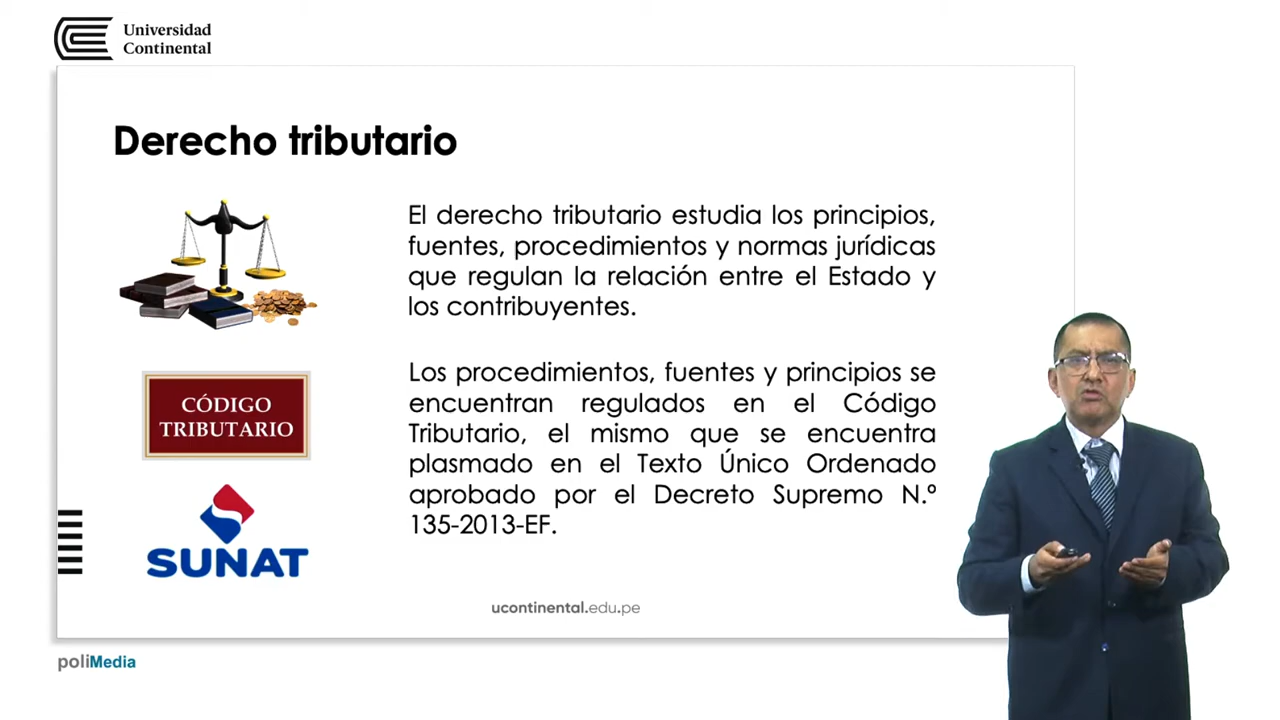 Universidad
Continental
Derecho tributario
El derecho tributario estudia los principios,
fuentes, procedimientos y normas jurídicas
que regulan la relación entre el Estado y
los contribuyentes.
Los procedimientos, fuentes y principios se
encuentran regulados en el Código
Tributario, el mismo que se encuentra
plasmado en el Texto Único Ordenado
aprobado por el Decreto Supremo N.º
135-2013-EF.
CÓDIGO
TRIBUTARIO
SUNAT
ucontinental.edu.pe
poliMedia